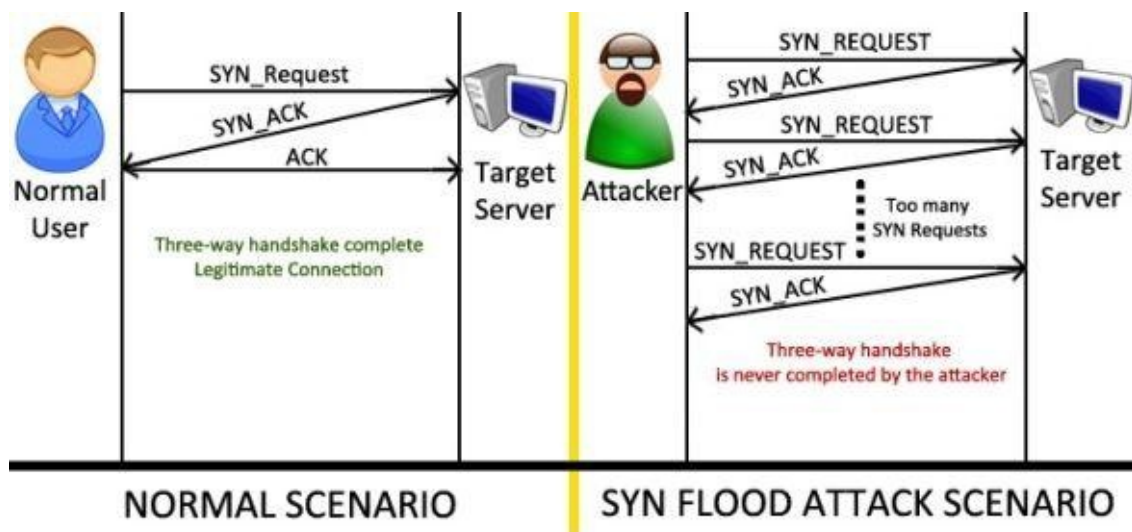 SYN_Request
SYN_ACK
ACK
Normal
User
Target
Server
Three-way handshake complete
Legitimate Connection
NORMAL SCENARIO
SYN_REQUEST
SYN_ACK
SYN_REQUEST
SYN_ACK
Attacker
Target
Server
Too many
SYN Requests
SYN_REQUEST
SYN_ACK
Three-way handshake
is never completed by the attacker
SYN FLOOD ATTACK SCENARIO